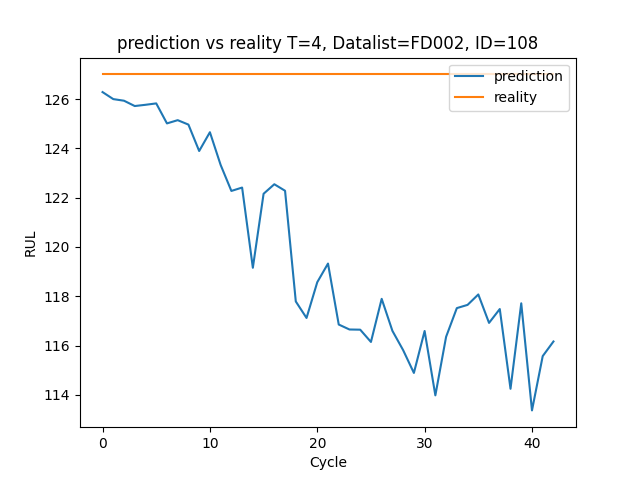 prediction vs reality T=4, Datalist=FD002, ID=108
prediction
reality
126
124
122
120
118
116
114
RUL
0 10 20 30 40
Cycle